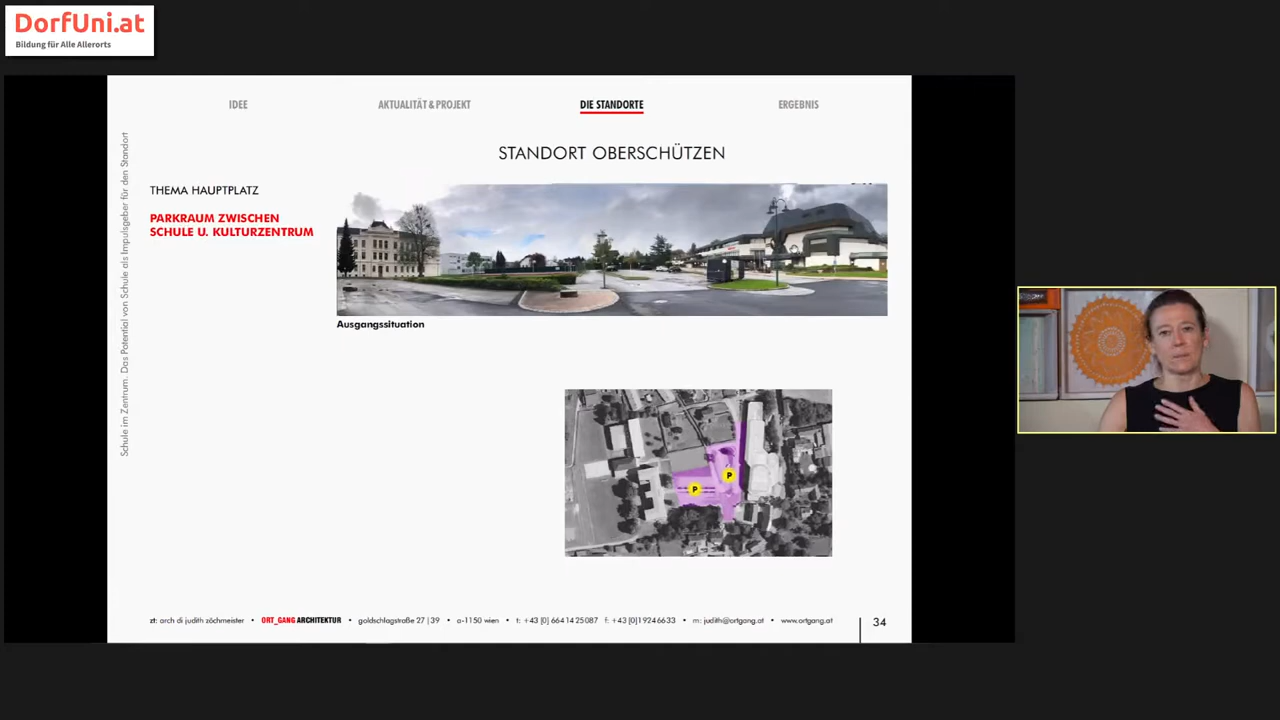 DorfUni.at
Bildung für Alle Allerorts
IDEE
AKTUALITÄT & PROJEKT
DIE STANDORTE
ERGEBNIS
Schule im Zentrum. Das Potential von Schule als Impulsgeber für den Standort
STANDORT OBERSCHÜTZEN
THEMA HAUPTPLATZ
PARKRAUM ZWISCHEN
SCHULE U. KULTURZENTRUM
Ausgangssituation
P
P
zt: arch di judith zöchmeister • ORT_GANG ARCHITEKTUR • goldschlagstraße 27 | 39 • a-1150 wien • t: +43 [0] 664 14 25 087 f: +43 [0]1 924 66 33 • m: judith@ortgang.at • www.ortgang.at
34